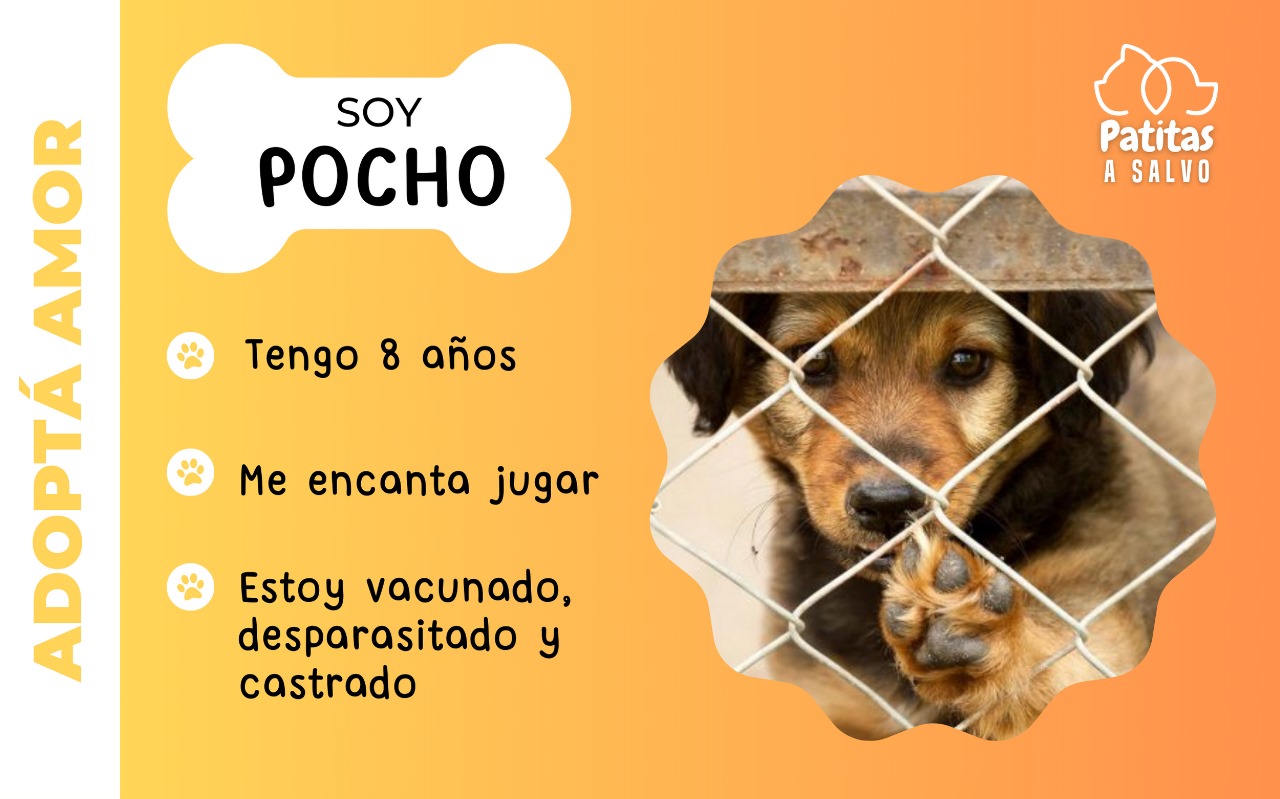 ADOPTÁ AMOR
SOY
POCHO
Patitas
A SALVO
Tengo 8 años
Me encanta jugar
Estoy vacunado,
desparasitado y
castrado